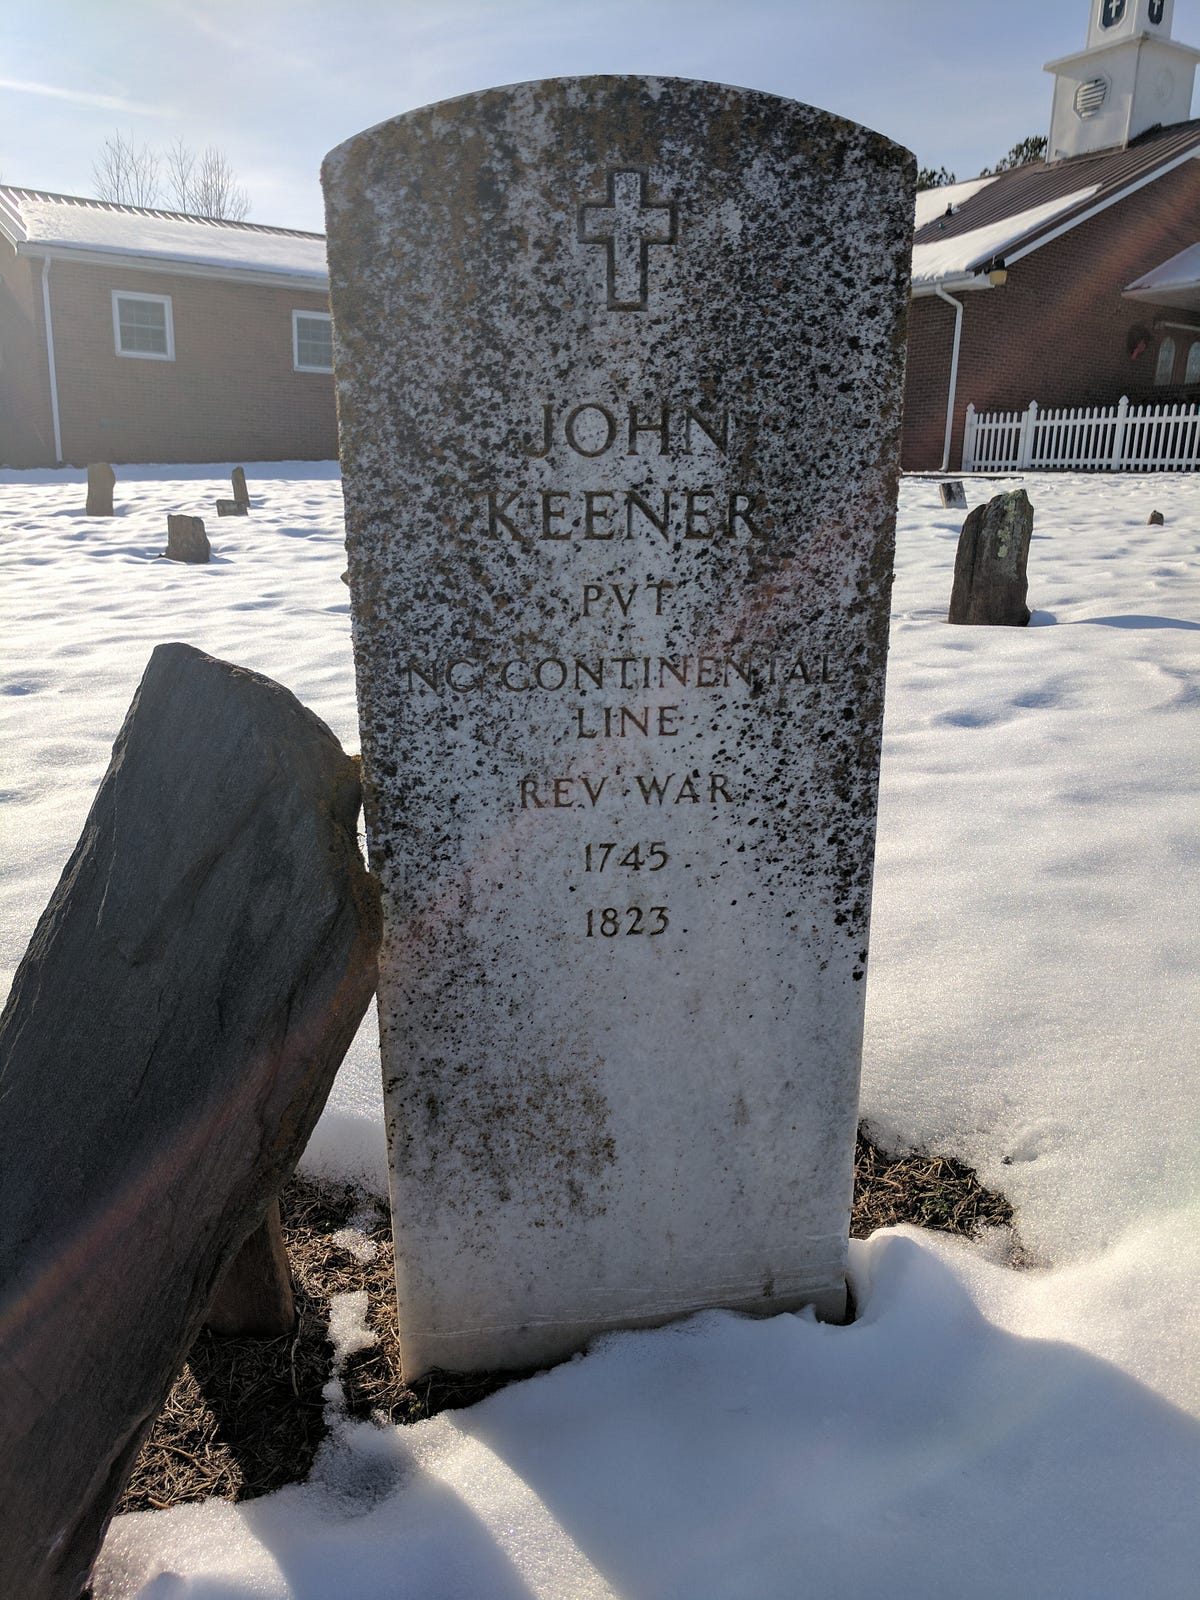 JOHN
KEENER
PVT
NC CONTINENTAL
LINE
REV WAR
1745
1823